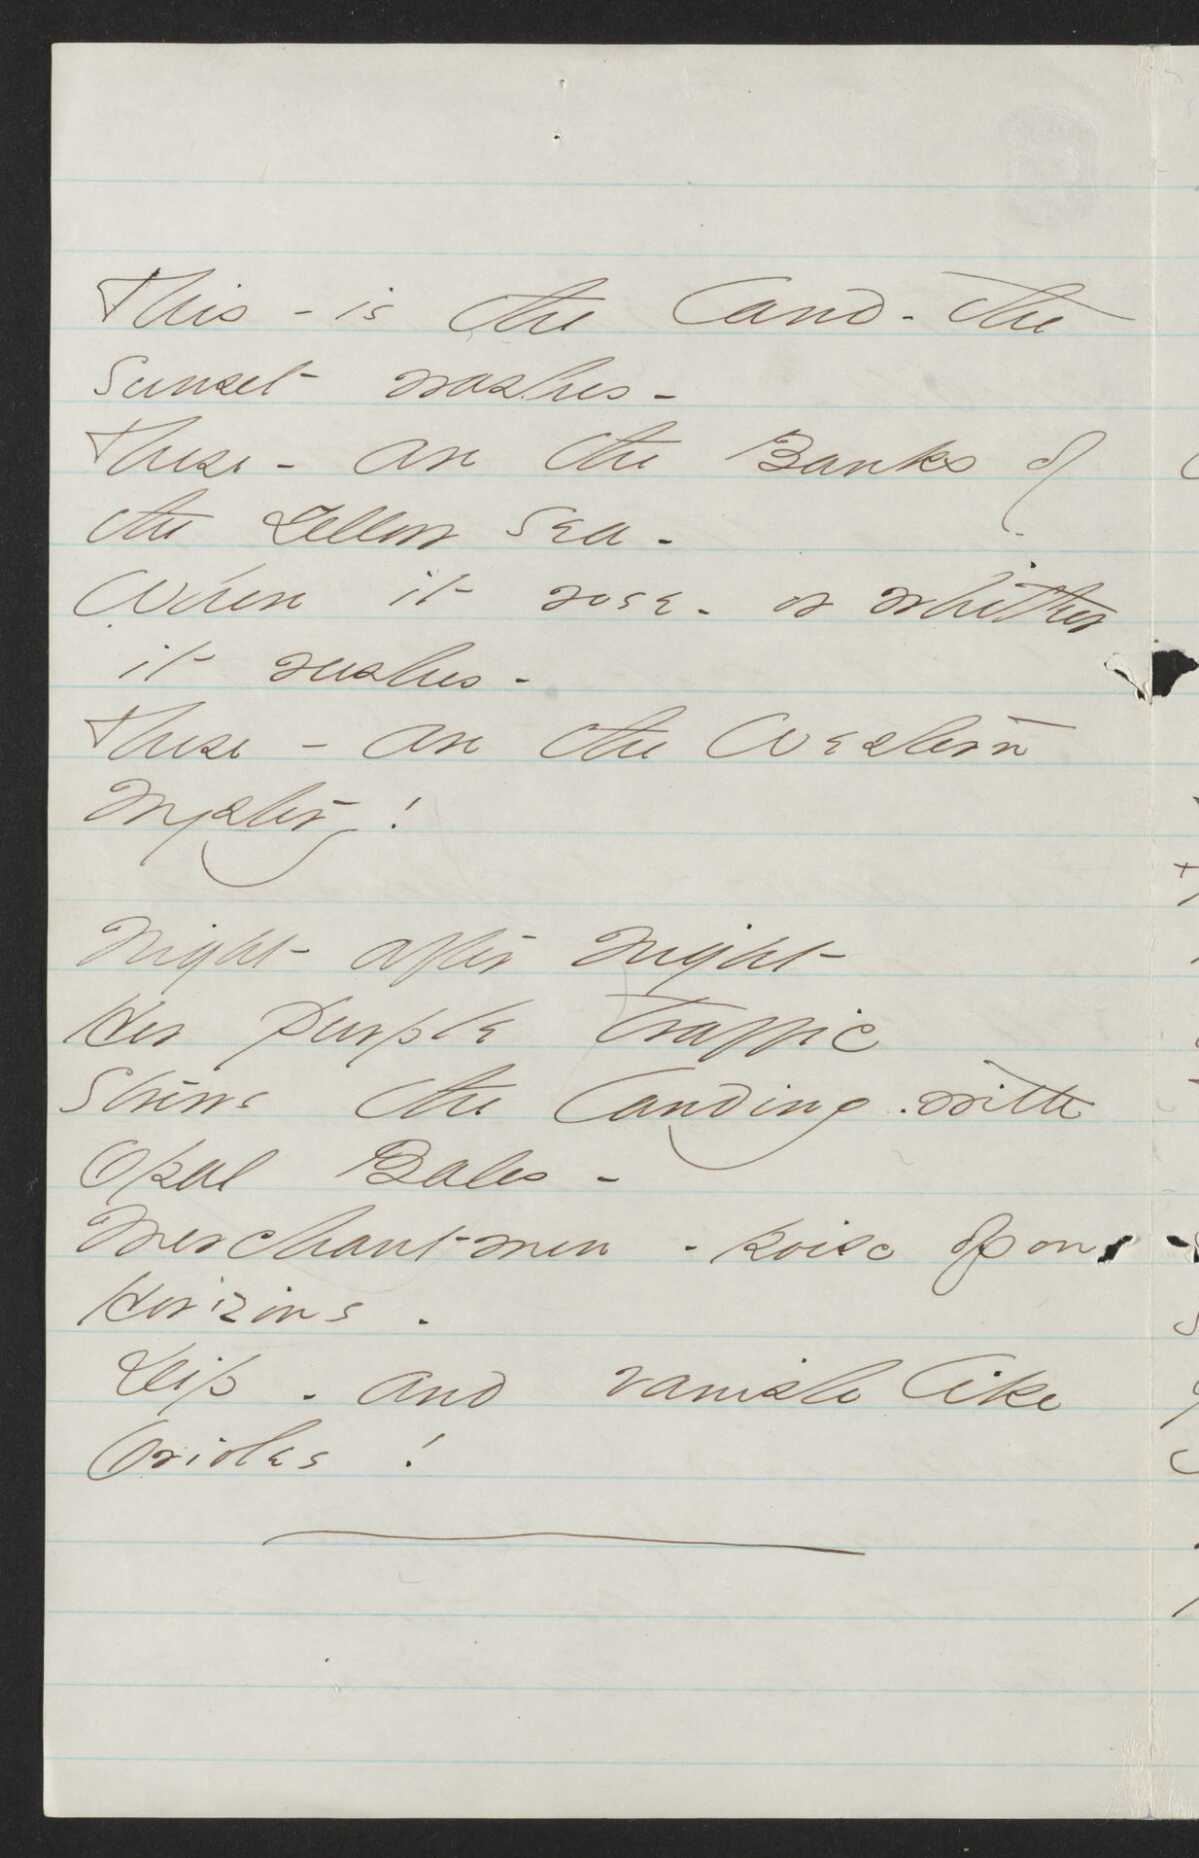 This - is the land - the
Sunset washes -
These - are the Banks of
the Yellow Sea -
Where it rose - or whither
it rushes -
These - are the Western
Mystery!
Night after Night
Her Purple traffic
Strews the landing - with
Opal Bales -
Merchantmen - poise opon
Horizons -
Dip - and vanish like
Orioles!